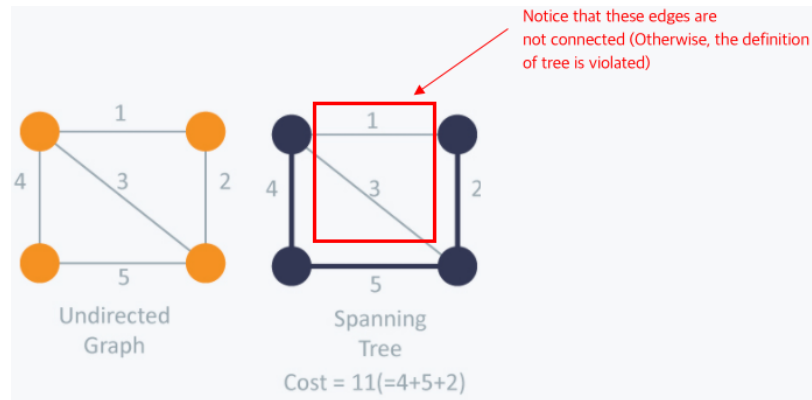 Notice that these edges are
not connected (Otherwise, the definition
of tree is violated)
1
4
3
2
5
Undirected
Graph
1
4
3
2
5
Spanning
Tree
Cost = 11(=4+5+2)